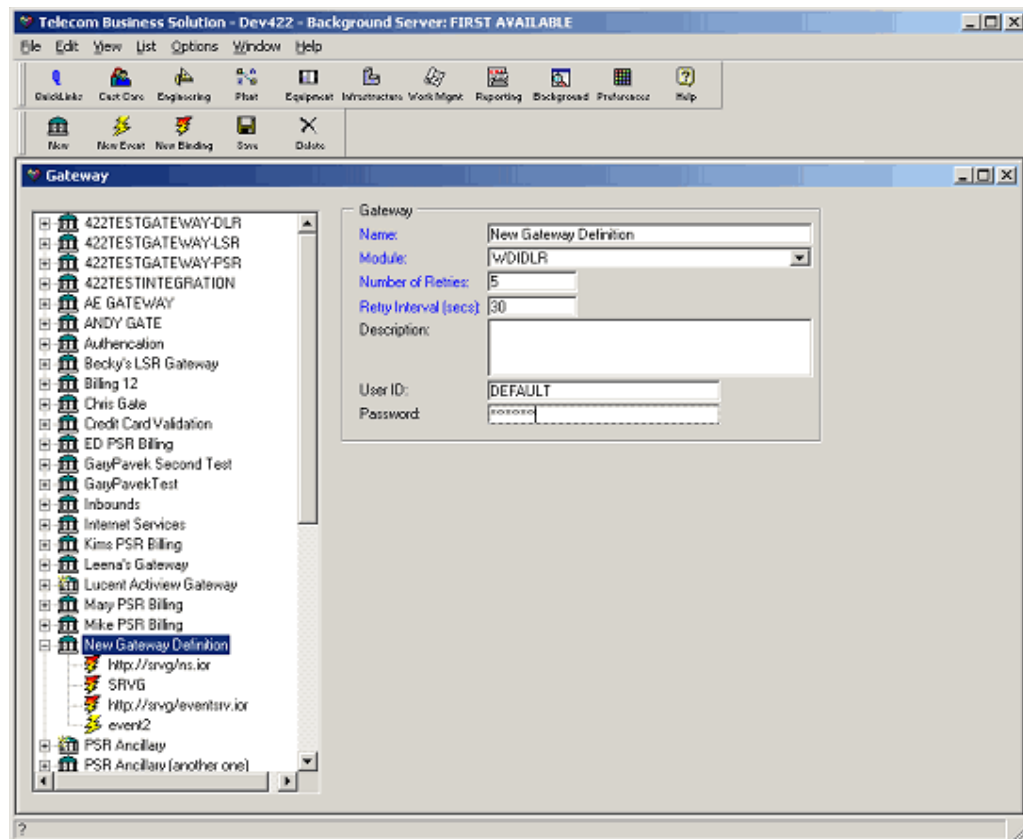 Telecom Business Solution - Dev422 - Background Server: FIRST AVAILABLE
File Edit View List Options Window Help
QuickLinks Cust Care Engineering Plant Equipment Infrastructure Work Mgmt Reporting Background Preferences Help
New New Event New Binding Save Delete
Gateway
422TESTGATEWAY-DLR
422TESTGATEWAY-LSR
422TESTGATEWAY-PSR
422TESTINTEGRATION
AE GATEWAY
ANDY GATE
Authencation
Becky's LSR Gateway
Billing 12
Chris Gate
Credit Card Validation
ED PSR Billing
GaryPavek Second Test
GaryPavekTest
Inbounds
Internet Services
Kims PSR Billing
Leena's Gateway
Lucent Actiview Gateway
Mary PSR Billing
Mike PSR Billing
New Gateway Definition
http://srvg/ns.ior
SRVG
http://srvg/eventsrv.ior
event2
PSR Ancillary
PSR Ancillary (another one)
Gateway
Name: New Gateway Definition
Module: WDIDLR
Number of Retries: 5
Retry Interval (secs): 30
Description:
User ID: DEFAULT
Password: ******
?